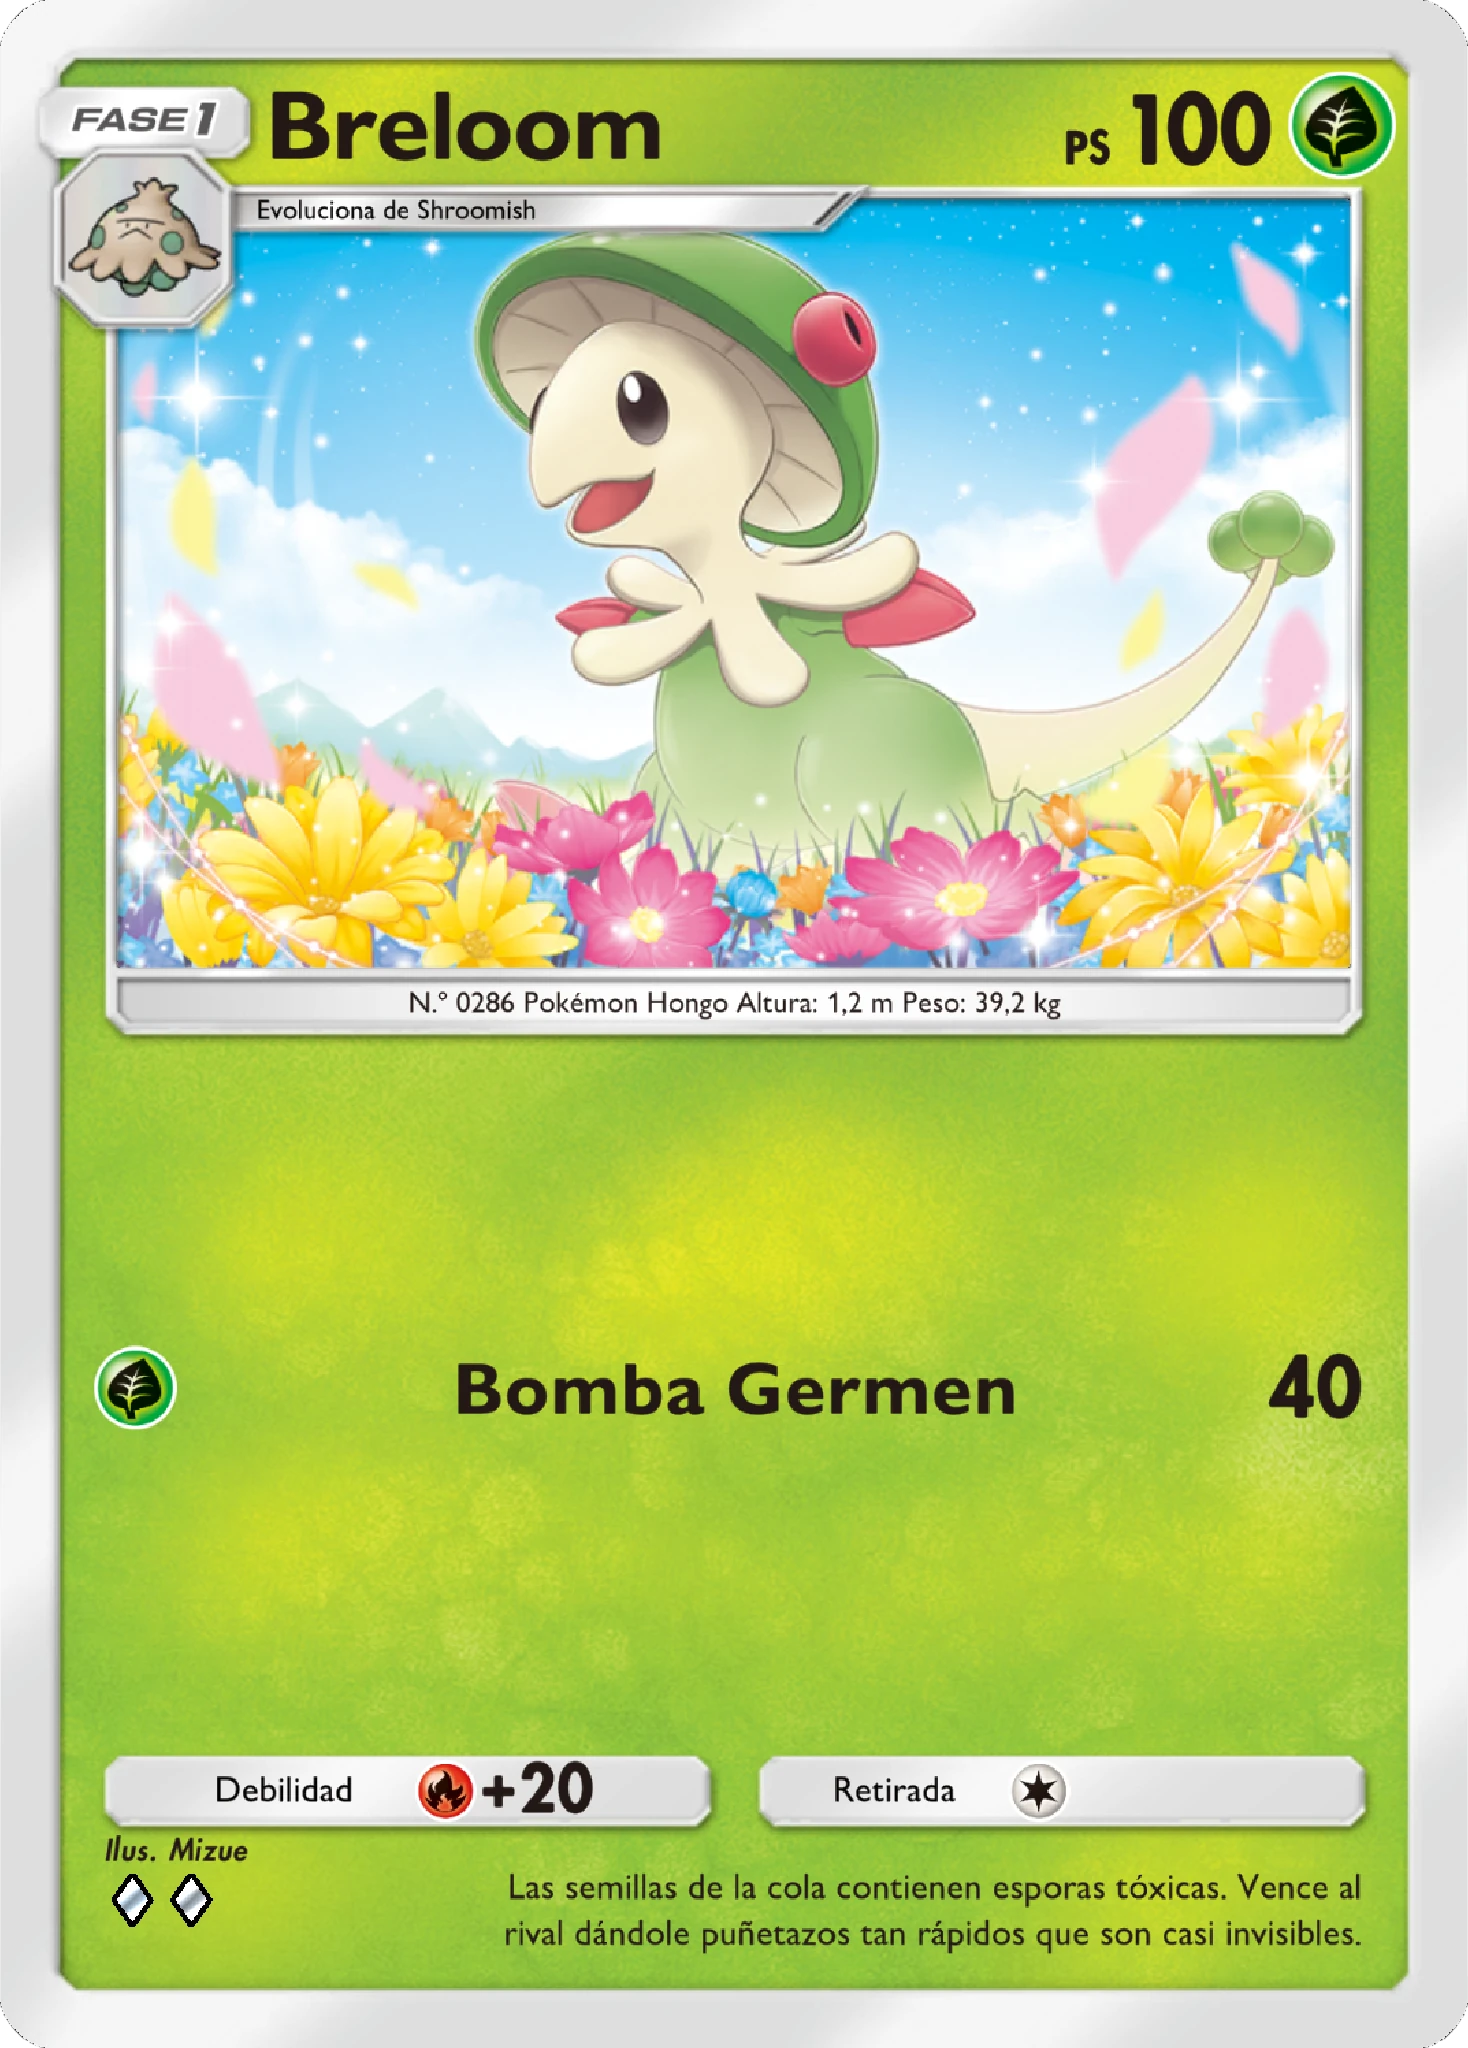 FASE 1
Breloom
PS 100
Evoluciona de Shroomish
N.º 0286 Pokémon Hongo Altura: 1,2 m Peso: 39,2 kg
Bomba Germen 40
Debilidad +20
Retirada
Ilus. Mizue
Las semillas de la cola contienen esporas tóxicas. Vence al
rival dándole puñetazos tan rápidos que son casi invisibles.